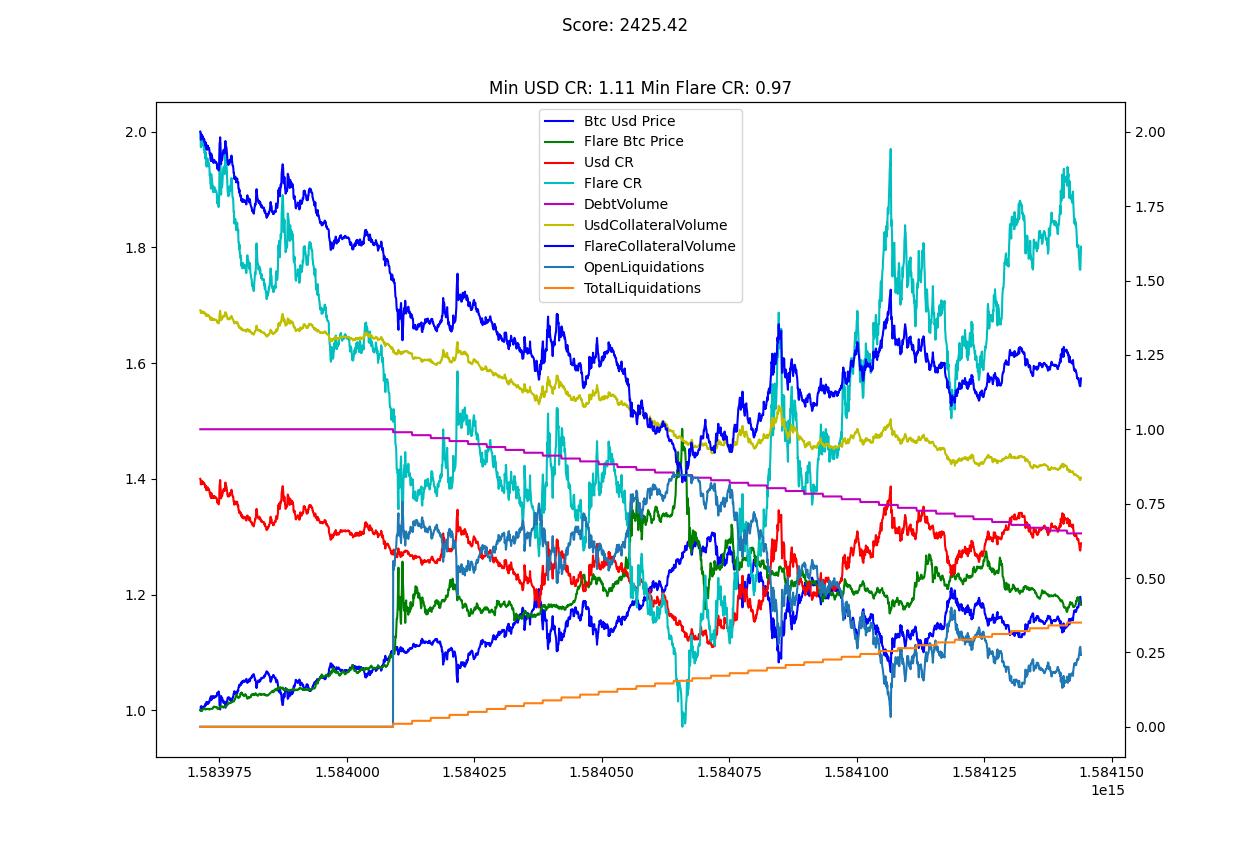 Score: 2425.42
Min USD CR: 1.11 Min Flare CR: 0.97
Btc Usd Price
Flare Btc Price
Usd CR
Flare CR
DebtVolume
UsdCollateralVolume
FlareCollateralVolume
OpenLiquidations
TotalLiquidations
2.0
1.8
1.6
1.4
1.2
1.0
2.00
1.75
1.50
1.25
1.00
0.75
0.50
0.25
0.00
1.583975 1.584000 1.584025 1.584050 1.584075 1.584100 1.584125 1.584150
1e15